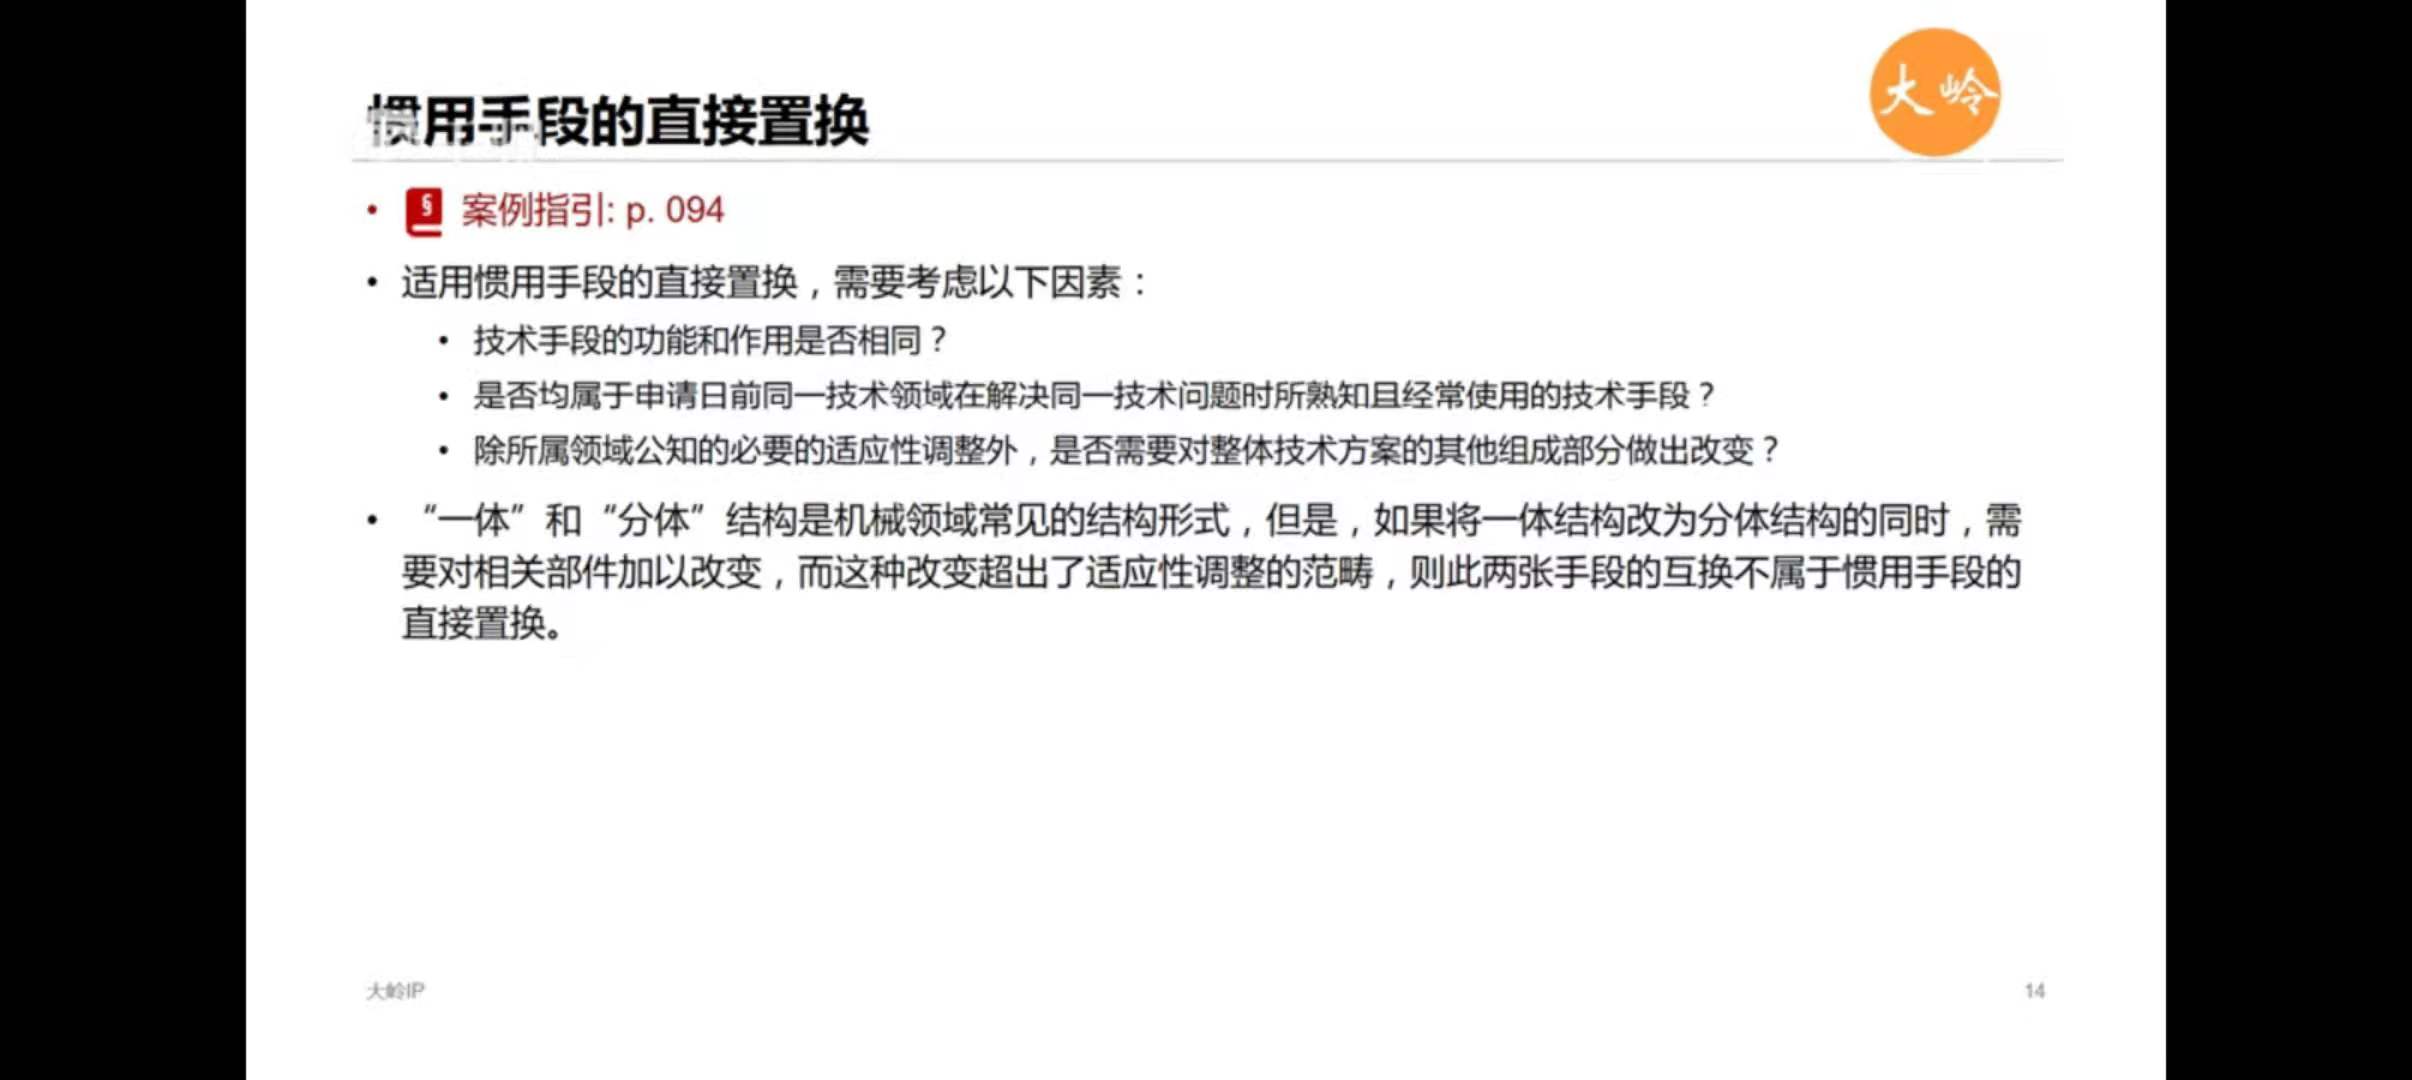 惯用手段的直接置换
大岭
• § 案例指引: p. 094
• 适用惯用手段的直接置换，需要考虑以下因素：
• 技术手段的功能和作用是否相同？
• 是否均属于申请日前同一技术领域在解决同一技术问题时所熟知且经常使用的技术手段？
• 除所属领域公知的必要的适应性调整外，是否需要对整体技术方案的其他组成部分做出改变？
• “一体”和“分体”结构是机械领域常见的结构形式，但是，如果将一体结构改为分体结构的同时，需
要对相关部件加以改变，而这种改变超出了适应性调整的范畴，则此两张手段的互换不属于惯用手段的
直接置换。
大岭IP
14